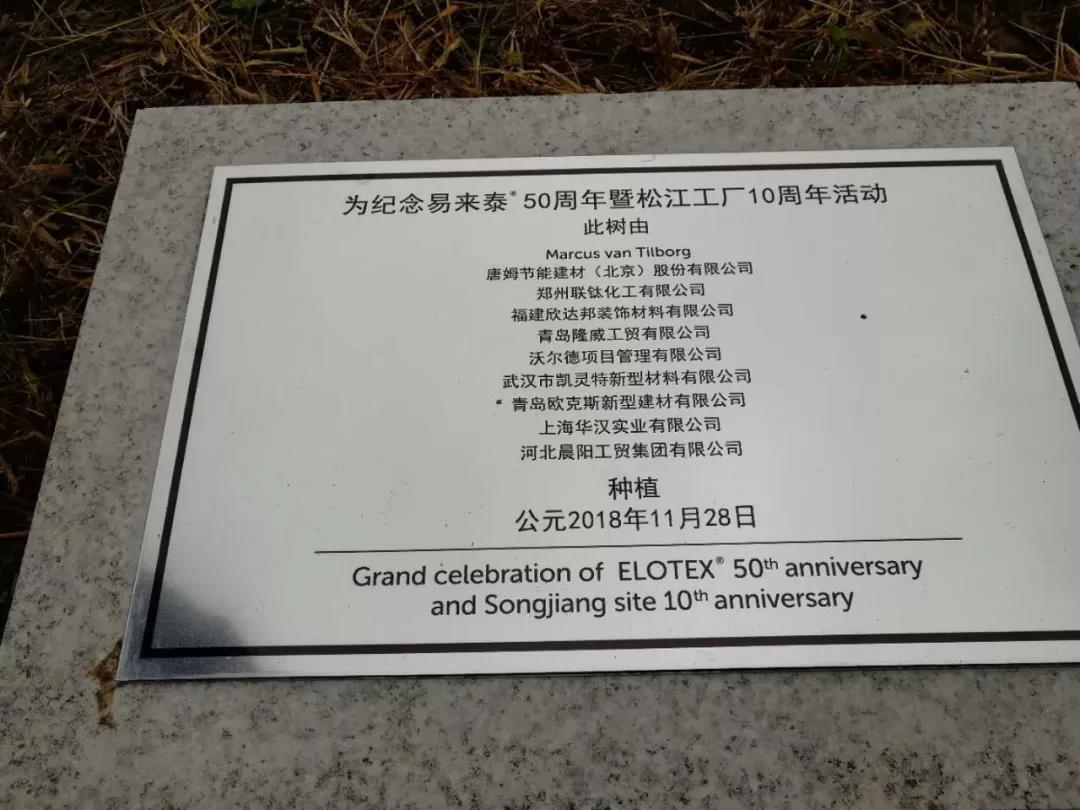 为纪念易来泰® 50周年暨松江工厂10周年活动
此树由
Marcus van Tilborg
唐姆节能建材（北京）股份有限公司
郑州联钛化工有限公司
福建欣达邦装饰材料有限公司
青岛隆威工贸有限公司
沃尔德项目管理有限公司
武汉市凯灵特新型材料有限公司
青岛欧克斯新型建材有限公司
上海华汉实业有限公司
河北晨阳工贸集团有限公司
种植
公元2018年11月28日
Grand celebration of ELOTEX® 50th anniversary
and Songjiang site 10th anniversary